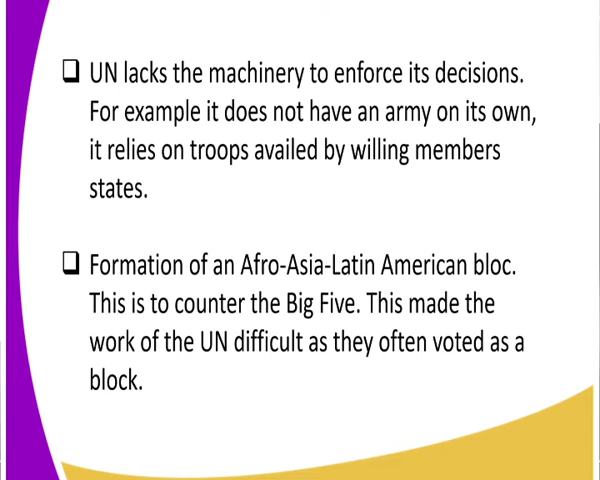 ❑ UN lacks the machinery to enforce its decisions.
For example it does not have an army on its own,
it relies on troops availed by willing members
states.
❑ Formation of an Afro-Asia-Latin American bloc.
This is to counter the Big Five. This made the
work of the UN difficult as they often voted as a
block.